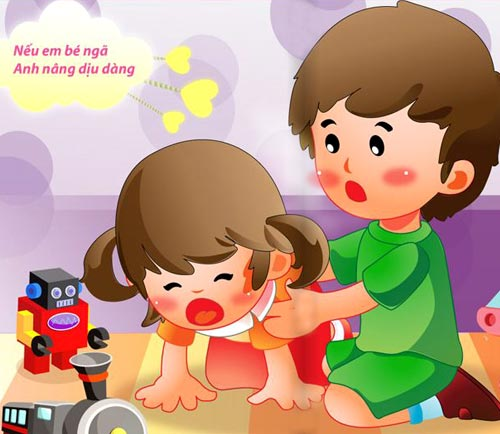 Nếu em bé ngã
Anh nâng dịu dàng